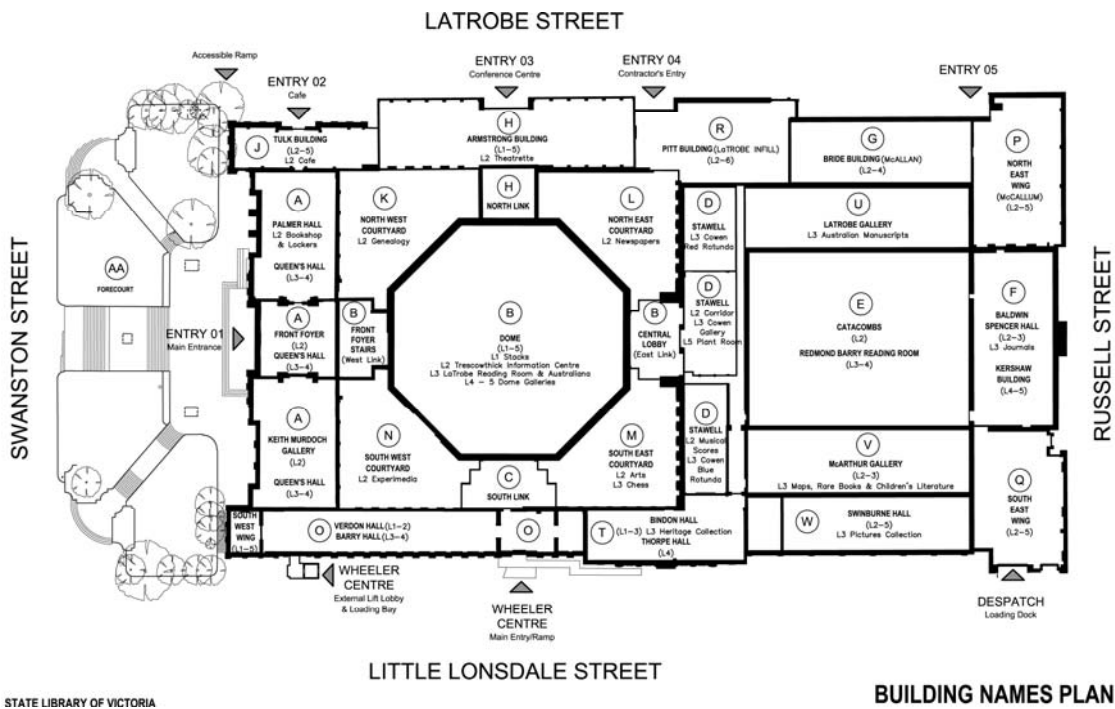 LATROBE STREET
Accessible Ramp
ENTRY 02
Cafe
ENTRY 03
Conference Centre
ENTRY 04
Contractor's Entry
ENTRY 05
J
TULK BUILDING
(L2-5)
L2 Cafe
H
ARMSTRONG BUILDING
(L1-5)
L2 Theatrette
R
PITT BUILDING (LaTROBE INFILL)
(L2-6)
G
BRIDE BUILDING (McALLAN)
(L2-4)
P
NORTH
EAST
WING
(McCALLUM)
(L2-5)
A
PALMER HALL
L2 Bookshop
& Lockers
QUEEN'S HALL
(L3-4)
K
NORTH WEST
COURTYARD
L2 Genealogy
H
NORTH LINK
L
NORTH EAST
COURTYARD
L2 Newspapers
D
STAWELL
L3 Cowen
Red Rotunda
U
LATROBE GALLERY
L3 Australian Manuscripts
SWANSTON STREET
AA
FORECOURT
ENTRY 01
Main Entrance
A
FRONT FOYER
(L2)
QUEEN'S HALL
(L3-4)
B
FRONT
FOYER
STAIRS
(West Link)
B
DOME
(L1-5)
L1 Stacks
L2 Trescowthick Information Centre
L3 LaTrobe Reading Room & Australiana
L4 - 5 Dome Galleries
B
CENTRAL
LOBBY
(East Link)
D
STAWELL
L2 Corridor
L3 Cowen
Gallery
L5 Plant Room
E
CATACOMBS
(L2)
REDMOND BARRY READING ROOM
(L3-4)
F
BALDWIN
SPENCER HALL
(L2-3)
L3 Journals
KERSHAW
BUILDING
(L4-5)
RUSSELL STREET
A
KEITH MURDOCH
GALLERY
(L2)
QUEEN'S HALL
(L3-4)
N
SOUTH WEST
COURTYARD
L2 Experimedia
C
SOUTH LINK
M
SOUTH EAST
COURTYARD
L2 Arts
L3 Chess
D
STAWELL
L2 Musical
Scores
L3 Cowen
Blue
Rotunda
V
McARTHUR GALLERY
(L2-3)
L3 Maps, Rare Books & Children's Literature
Q
SOUTH
EAST
WING
(L2-5)
SOUTH
WEST
WING
(L1-5)
O
VERDON HALL (L1-2)
BARRY HALL (L3-4)
O
T
BINDON HALL
(L1-3) L3 Heritage Collection
THORPE HALL
(L4)
W
SWINBURNE HALL
(L2-5)
L3 Pictures Collection
WHEELER
CENTRE
External Lift Lobby
& Loading Bay
WHEELER
CENTRE
Main Entry/Ramp
DESPATCH
Loading Dock
LITTLE LONSDALE STREET
STATE LIBRARY OF VICTORIA
BUILDING NAMES PLAN